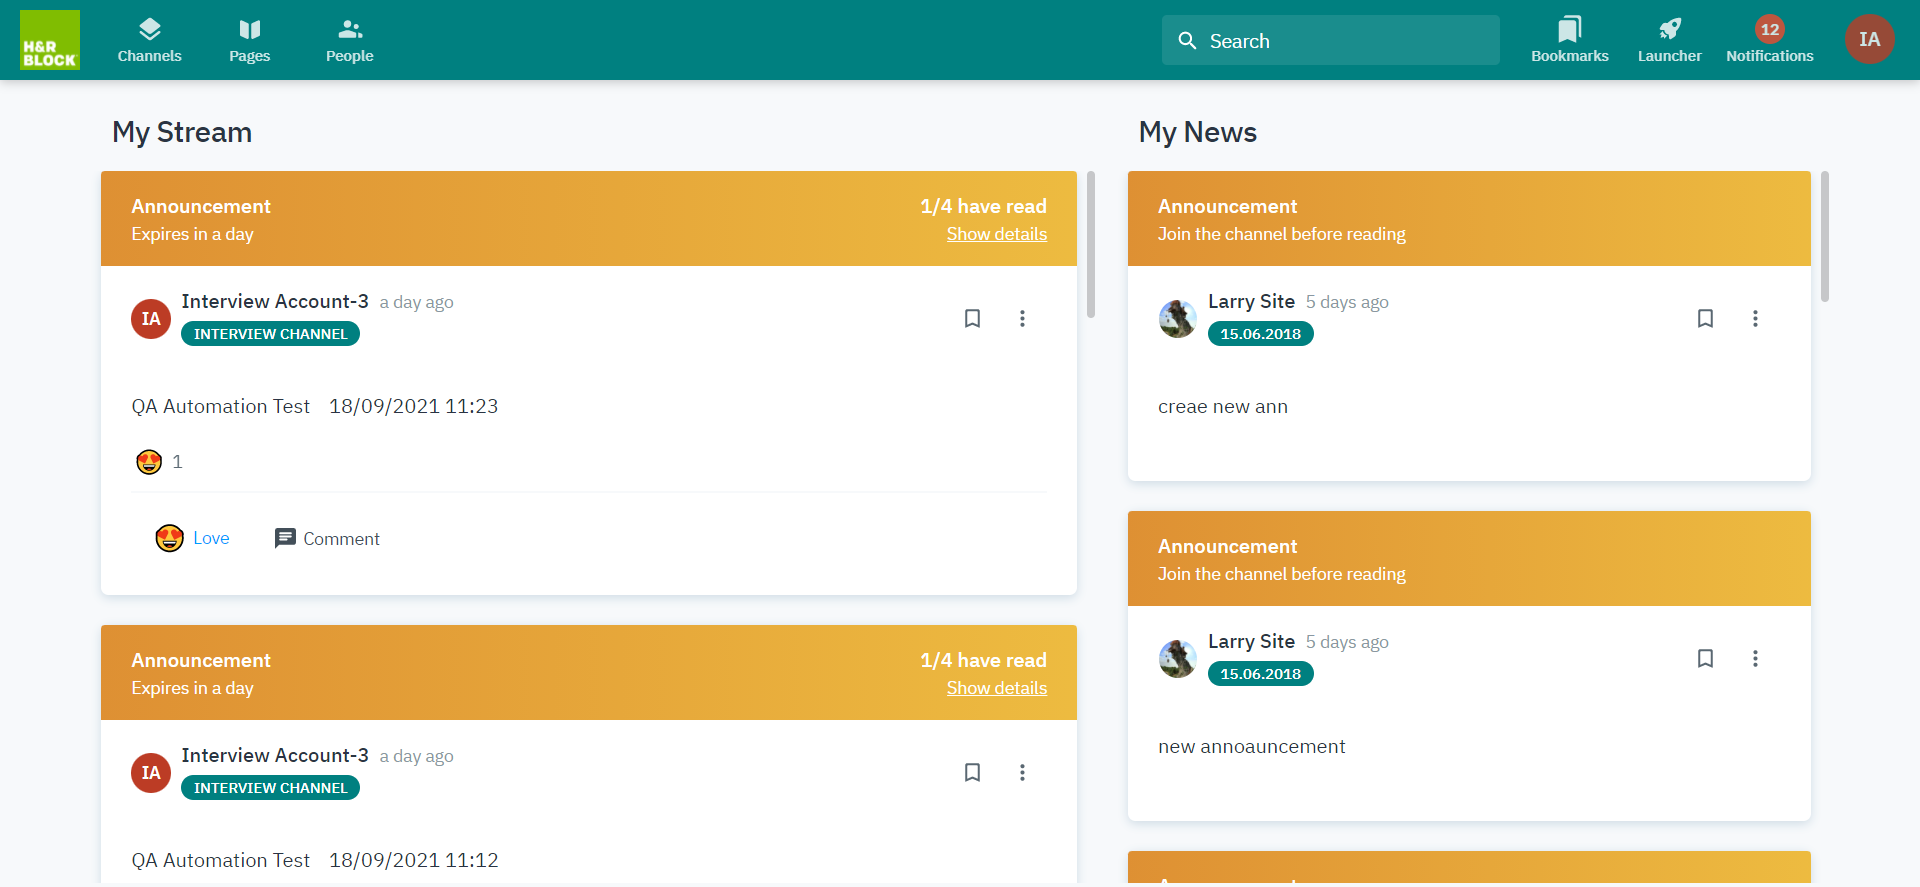 H&R
BLOCK
Channels
Pages
People
Search
Bookmarks
Launcher
12
Notifications
IA
My Stream
Announcement
1/4 have read
Expires in a day
Show details
IA
Interview Account-3 a day ago
INTERVIEW CHANNEL
QA Automation Test 18/09/2021 11:23
1
Love
Comment
Announcement
1/4 have read
Expires in a day
Show details
IA
Interview Account-3 a day ago
INTERVIEW CHANNEL
QA Automation Test 18/09/2021 11:12
My News
Announcement
Join the channel before reading
Larry Site 5 days ago
15.06.2018
creae new ann
Announcement
Join the channel before reading
Larry Site 5 days ago
15.06.2018
new annoauncement